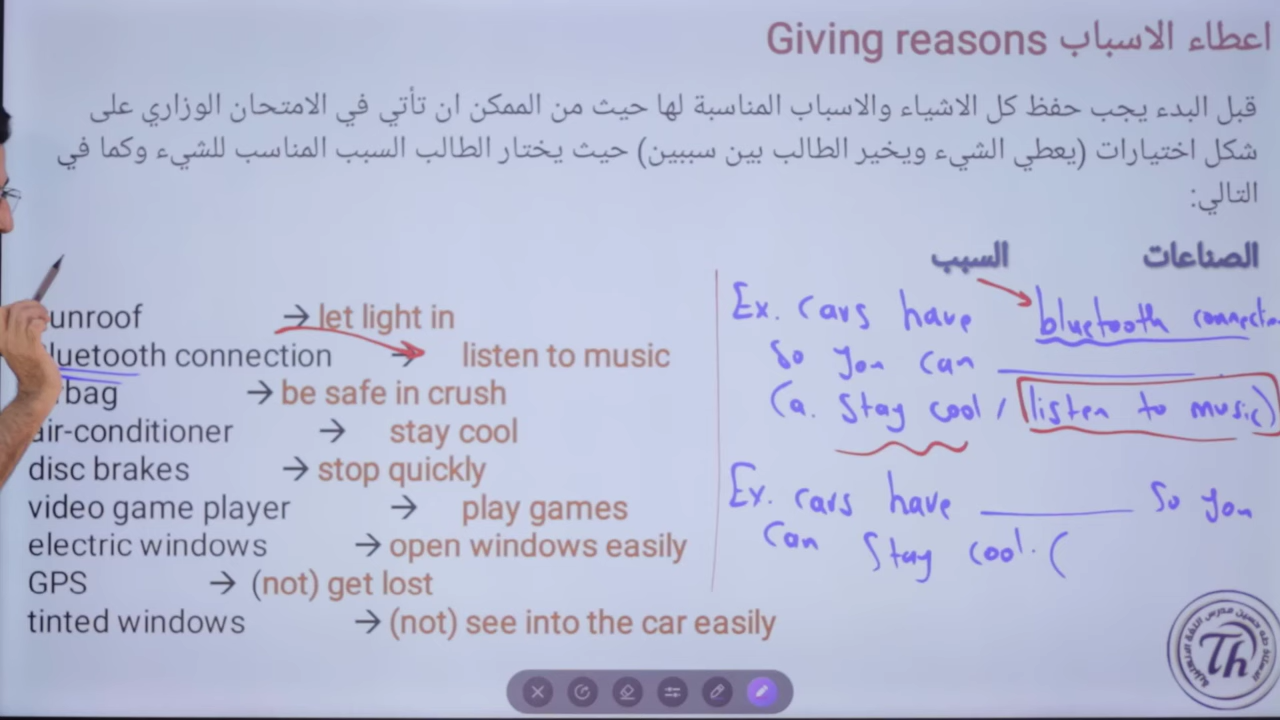 اعطاء الاسباب Giving reasons
قبل البدء يجب حفظ كل الاشياء والاسباب المناسبة لها حيث من الممكن ان تأتي في الامتحان الوزاري على
شكل اختيارات (يعطي الشيء ويخير الطالب بين سببين) حيث يختار الطالب السبب المناسب للشيء وكما في
التالي:
الصناعات السبب
unroof → let light in
luetooth connection → listen to music
rbag → be safe in crush
air-conditioner → stay cool
disc brakes → stop quickly
video game player → play games
electric windows → open windows easily
GPS → (not) get lost
tinted windows → (not) see into the car easily
Ex. cars have bluetooth connectio
so you can ________
(a. stay cool / listen to music)
Ex. cars have ________ so you
can stay cool. (
Th